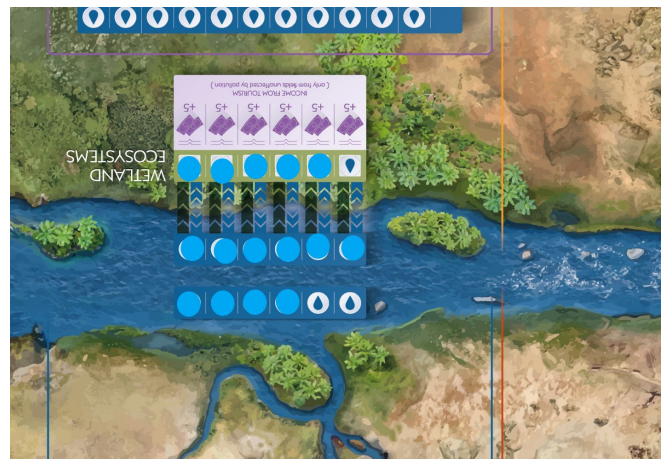 WETLAND
ECOSYSTEMS
( only from fields unaffected by pollution )
INCOME FROM TOURISM
+5 +5 +5 +5 +5 +5